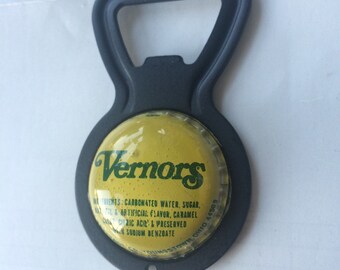 Vernors
CARBONATED WATER, SUGAR,
& ARTIFICIAL FLAVOR, CARAMEL
ACID & PRESERVED
SODIUM BENZOATE